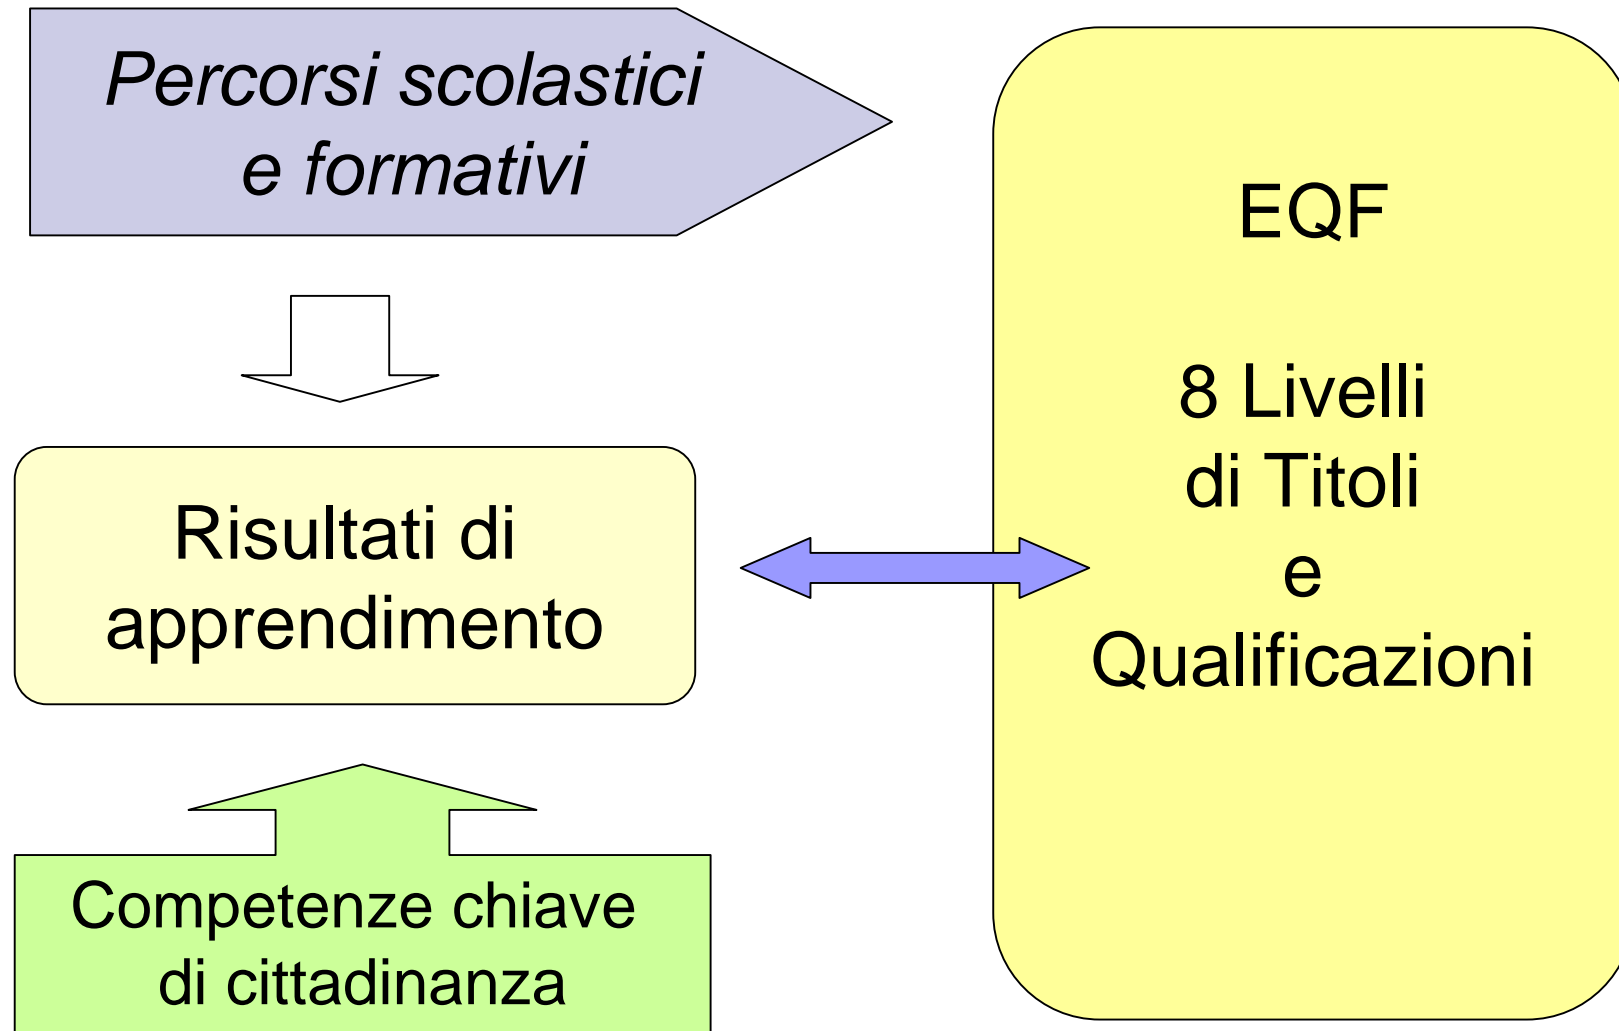 Percorsi scolastici
e formativi
Risultati di
apprendimento
Competenze chiave
di cittadinanza
EQF
8 Livelli
di Titoli
e
Qualificazioni